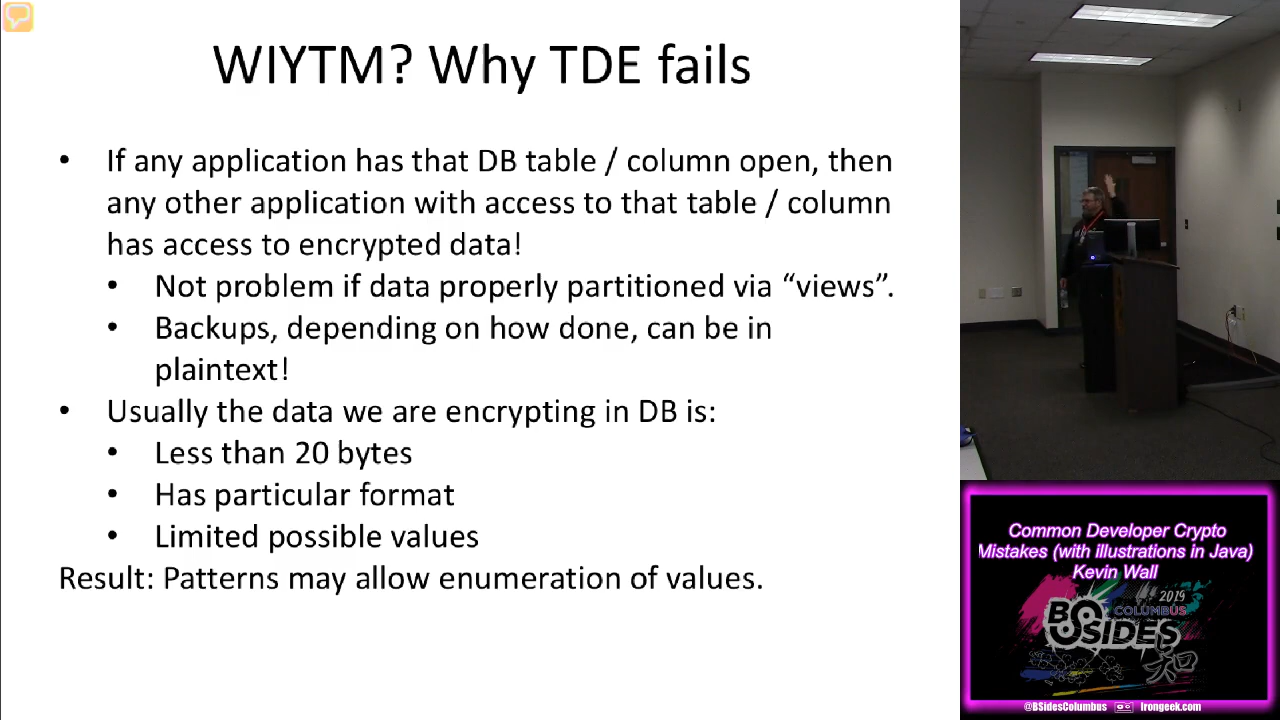 WIYTM? Why TDE fails
• If any application has that DB table / column open, then
any other application with access to that table / column
has access to encrypted data!
• Not problem if data properly partitioned via “views”.
• Backups, depending on how done, can be in
plaintext!
• Usually the data we are encrypting in DB is:
• Less than 20 bytes
• Has particular format
• Limited possible values
Result: Patterns may allow enumeration of values.
Common Developer Crypto
Mistakes (with illustrations in Java)
Kevin Wall
2019
COLUMBUS
BSIDES
@BSidesColumbus
Irongeek.com